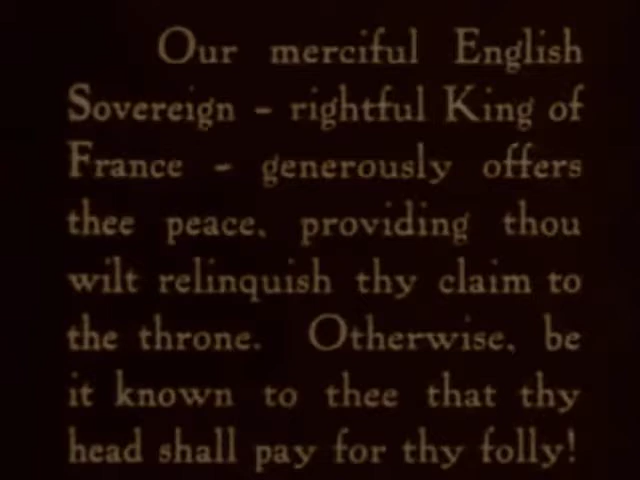 Our merciful English
Sovereign - rightful King of
France - generously offers
thee peace, providing thou
wilt relinquish thy claim to
the throne. Otherwise, be
it known to thee that thy
head shall pay for thy folly!